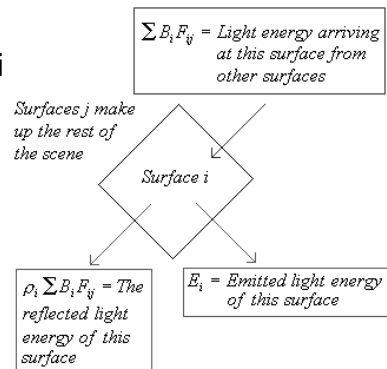 ∑ BᵢFᵢⱼ = Light energy arriving
at this surface from
other surfaces
i
Surfaces j make
up the rest of
the scene
Surface i
ρᵢ ∑ BᵢFᵢⱼ = The
reflected light
energy of this
surface
Eᵢ = Emitted light energy
of this surface